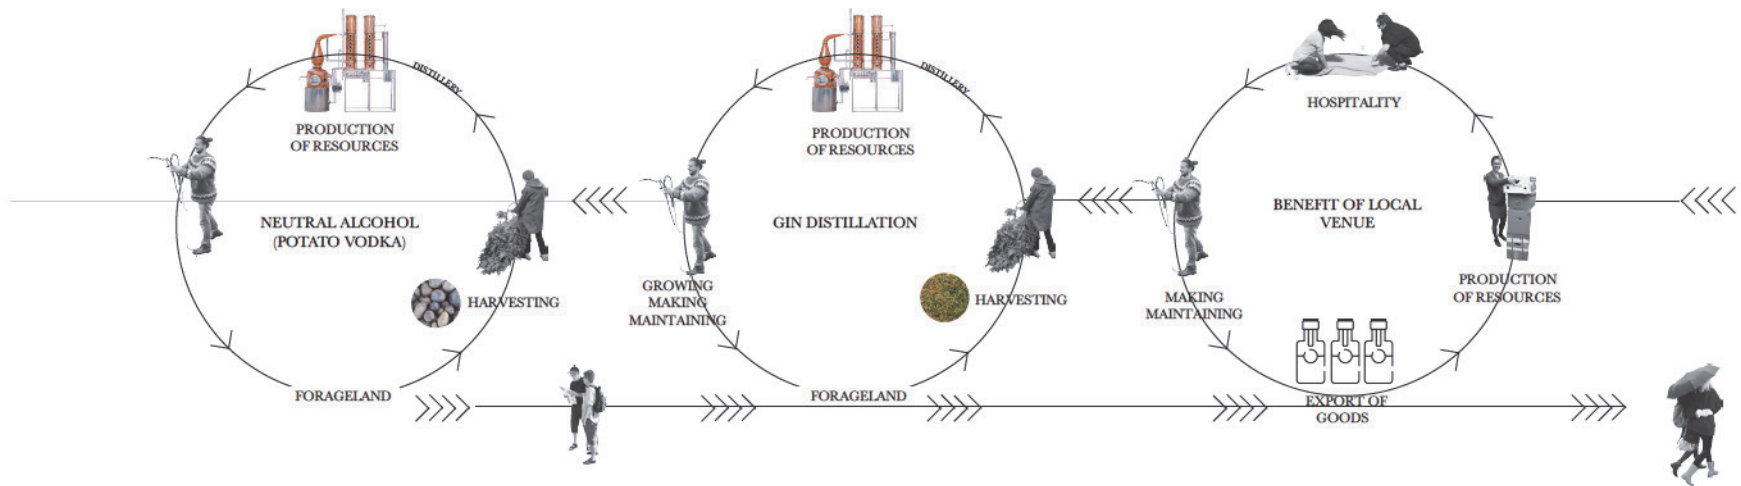 DISTILLERY
PRODUCTION
OF RESOURCES
NEUTRAL ALCOHOL
(POTATO VODKA)
HARVESTING
FORAGELAND
DISTILLERY
PRODUCTION
OF RESOURCES
GIN DISTILLATION
GROWING
MAKING
MAINTAINING
HARVESTING
FORAGELAND
HOSPITALITY
BENEFIT OF LOCAL
VENUE
MAKING
MAINTAINING
PRODUCTION
OF RESOURCES
EXPORT OF
GOODS